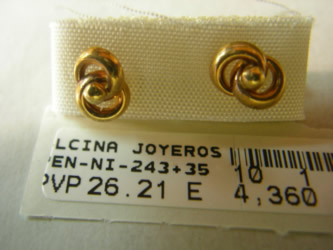 LCINA JOYEROS
PEN-NI-243+35 10 1
PVP 26.21 E 4,360